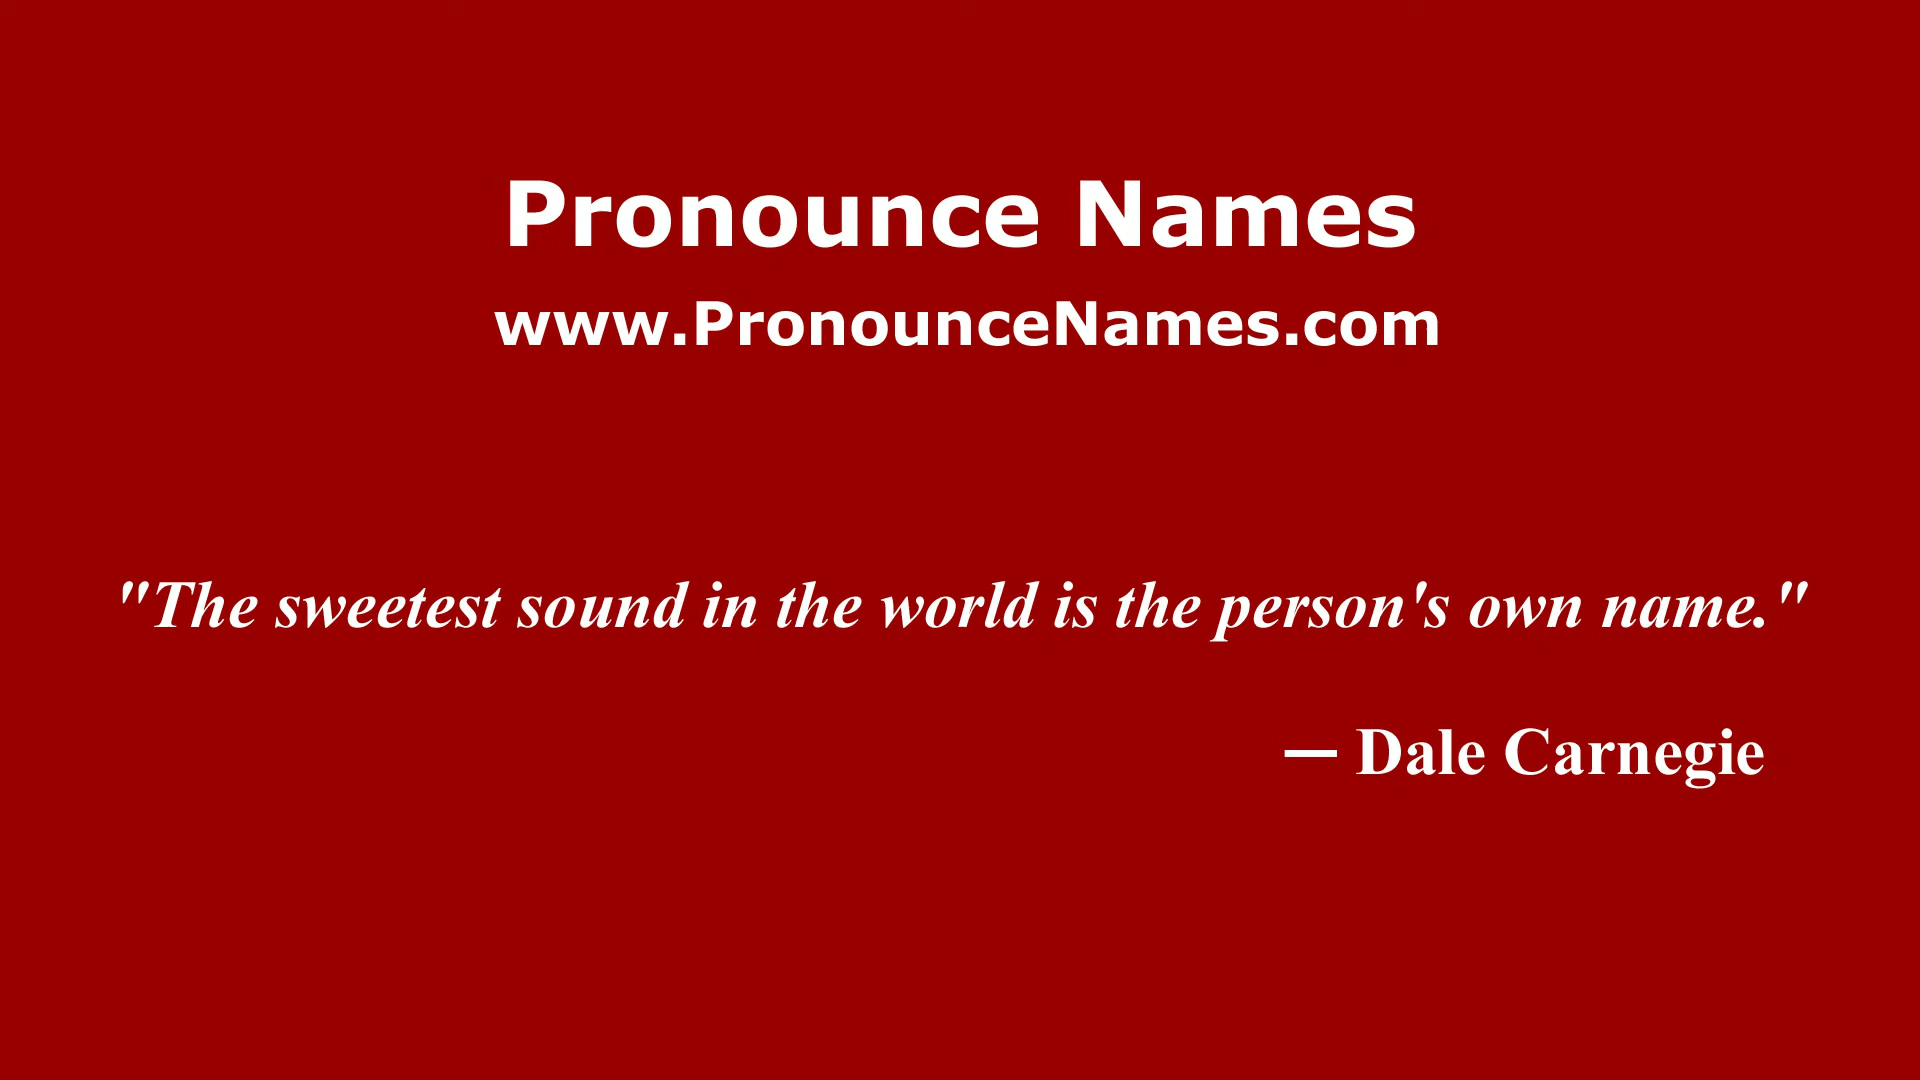 Pronounce Names
www.PronounceNames.com
"The sweetest sound in the world is the person's own name."
— Dale Carnegie